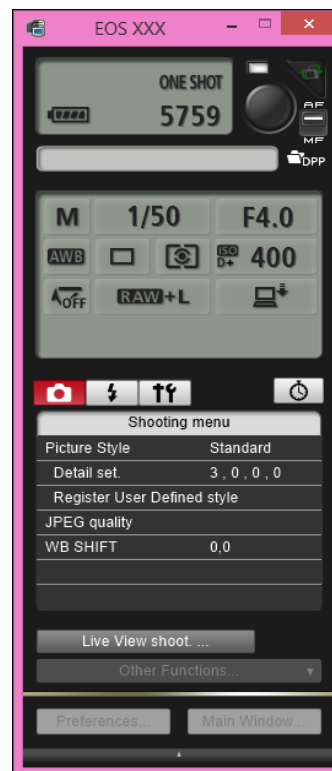 EOS XXX
ONE SHOT
5759
AF
MF
DPP
M 1/50 F4.0
AWB ISO D+ 400
OFF RAW+L
Shooting menu
Picture Style Standard
Detail set. 3 , 0 , 0 , 0
Register User Defined style
JPEG quality
WB SHIFT 0,0
Live View shoot. ...
Other Functions...
Preferences... Main Window...